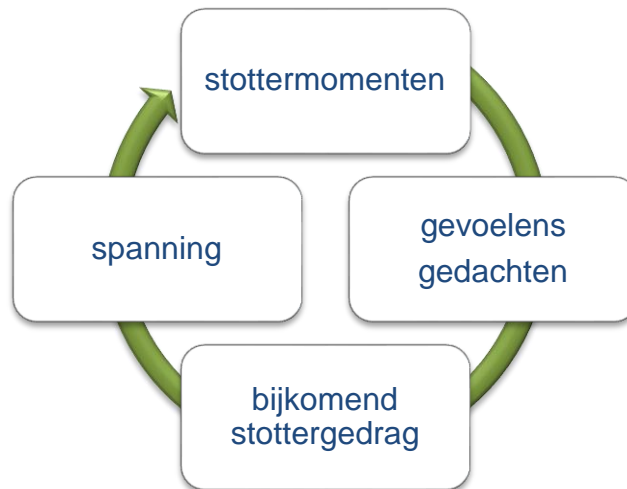 stottermomenten
gevoelens
gedachten
bijkomend
stottergedrag
spanning